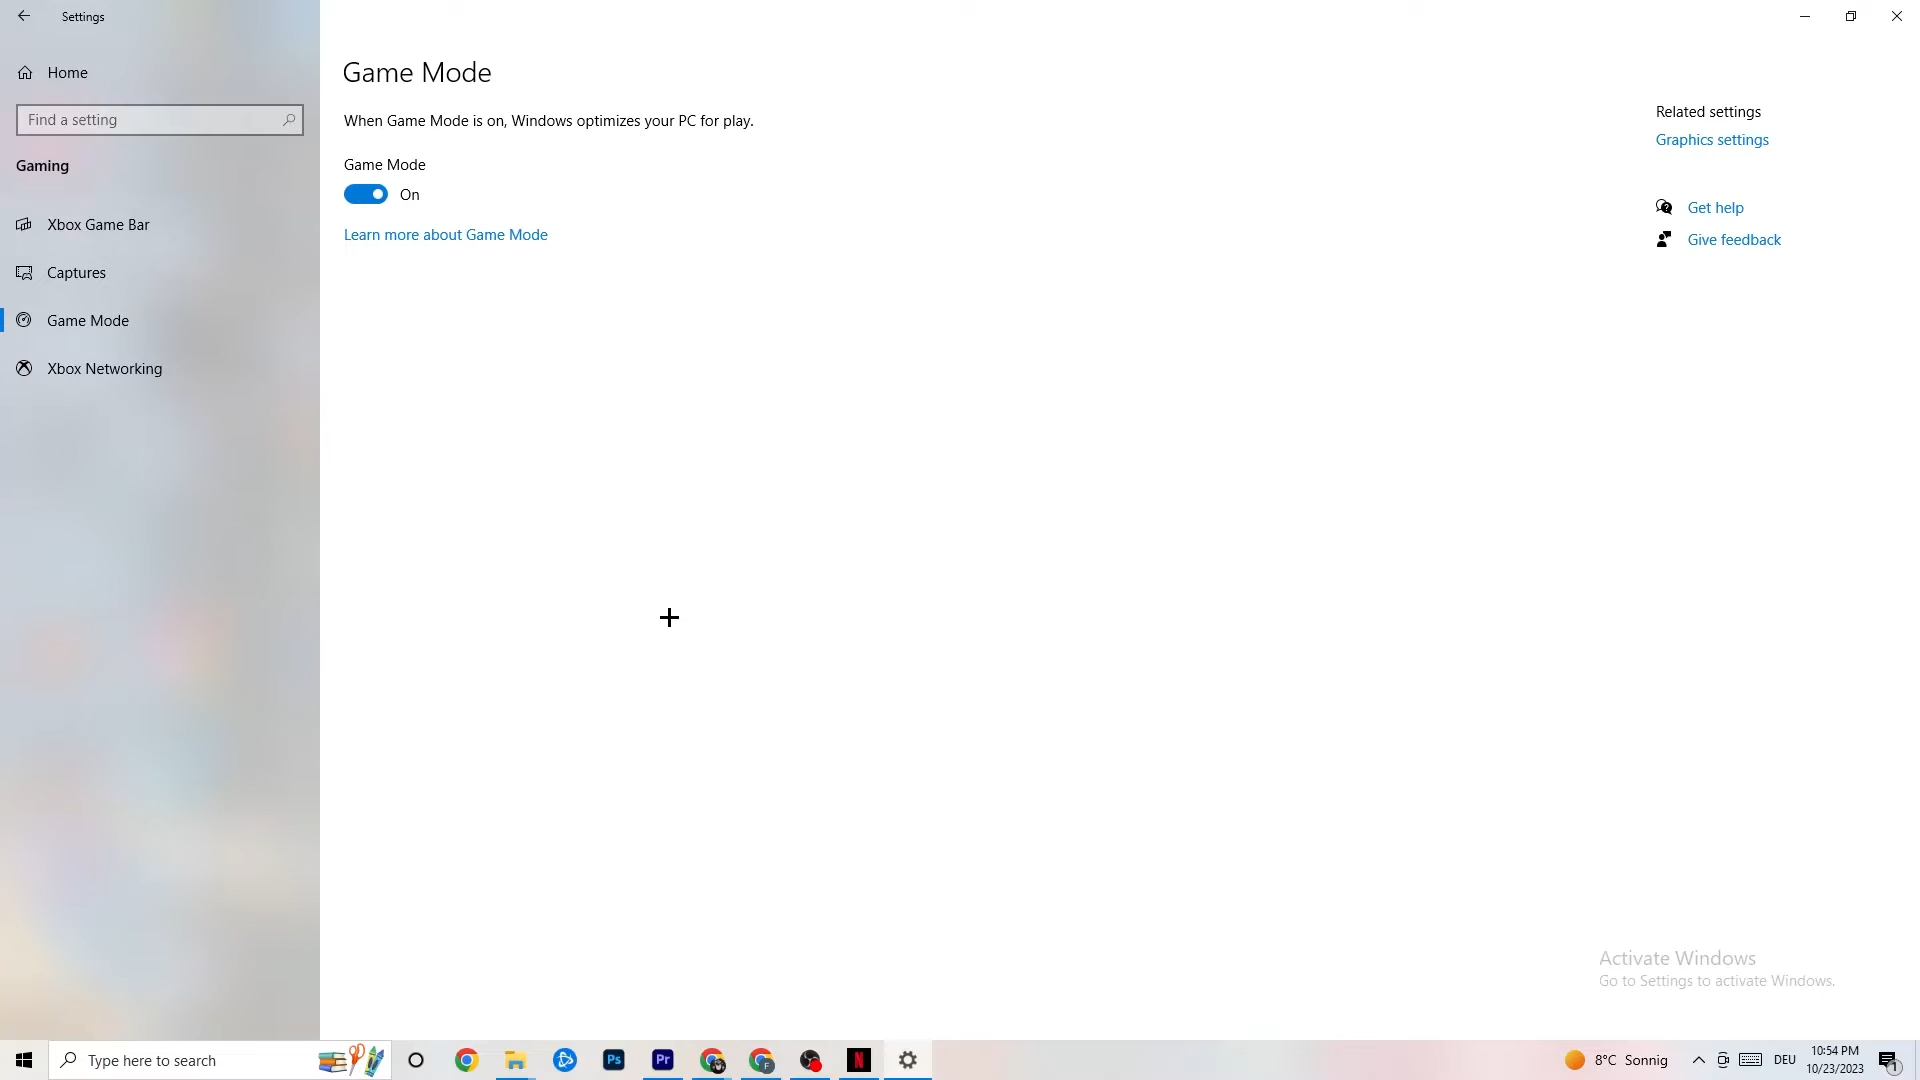 Settings
Home
Find a setting
Gaming
Xbox Game Bar
Captures
Game Mode
Xbox Networking
Game Mode
When Game Mode is on, Windows optimizes your PC for play.
Game Mode
On
Learn more about Game Mode
Related settings
Graphics settings
Get help
Give feedback
Activate Windows
Go to Settings to activate Windows.
Type here to search
Ps
Pr
F
N
8°C Sonnig
DEU
10:54 PM
10/23/2023
1